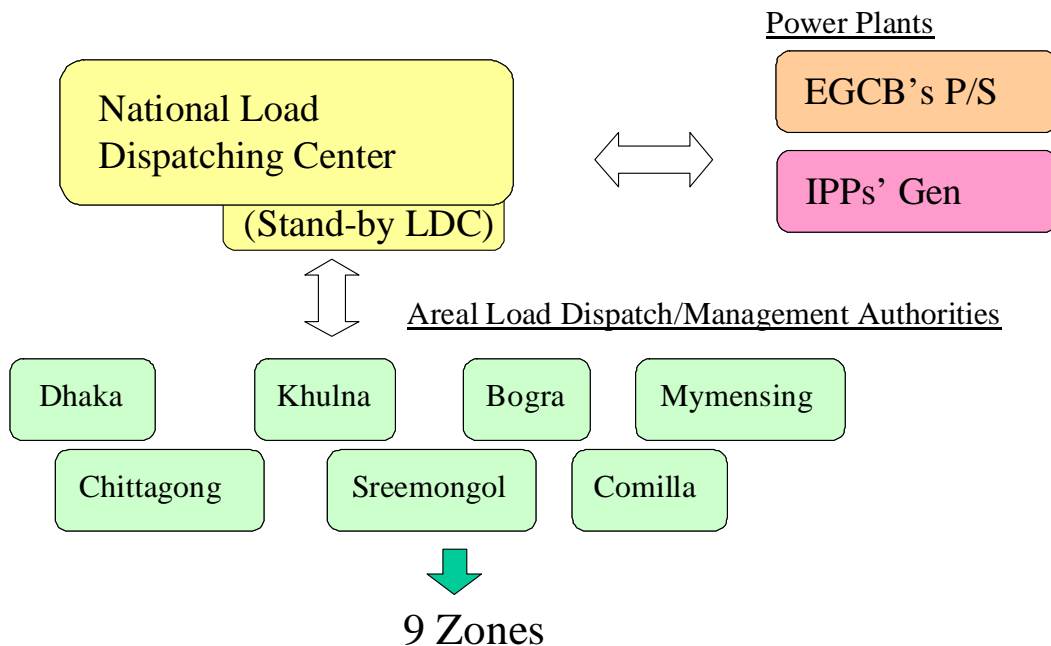 Power Plants
National Load
Dispatching Center
(Stand-by LDC)
EGCB's P/S
IPPs' Gen
Areal Load Dispatch/Management Authorities
Dhaka
Khulna
Bogra
Mymensing
Chittagong
Sreemongol
Comilla
9 Zones